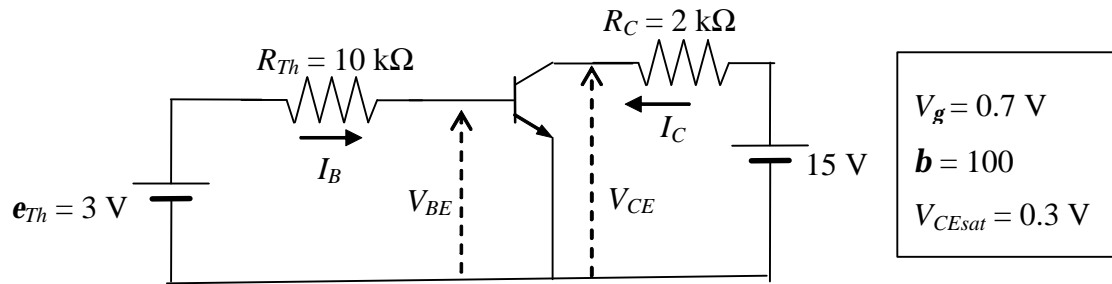 R_C = 2 kΩ
R_Th = 10 kΩ
I_B
I_C
V_BE
V_CE
e_Th = 3 V
15 V
V_g = 0.7 V
b = 100
V_CEsat = 0.3 V